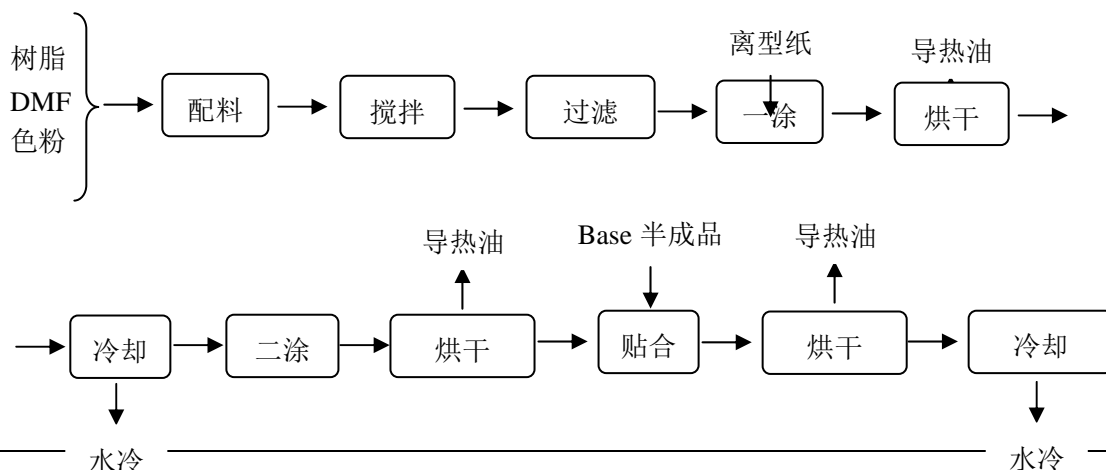 树脂
DMF
色粉
配料
搅拌
过滤
离型纸
一涂
导热油
烘干
冷却
水冷
二涂
导热油
烘干
Base 半成品
贴合
导热油
烘干
冷却
水冷